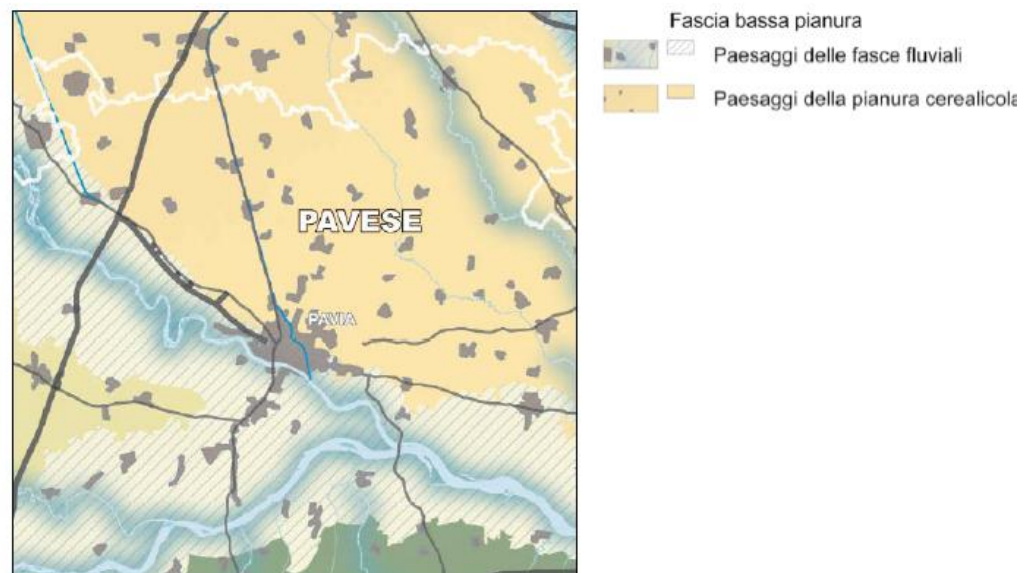 PAVESE
PAVIA
Fascia bassa pianura
Paesaggi delle fasce fluviali
Paesaggi della pianura cerealicola